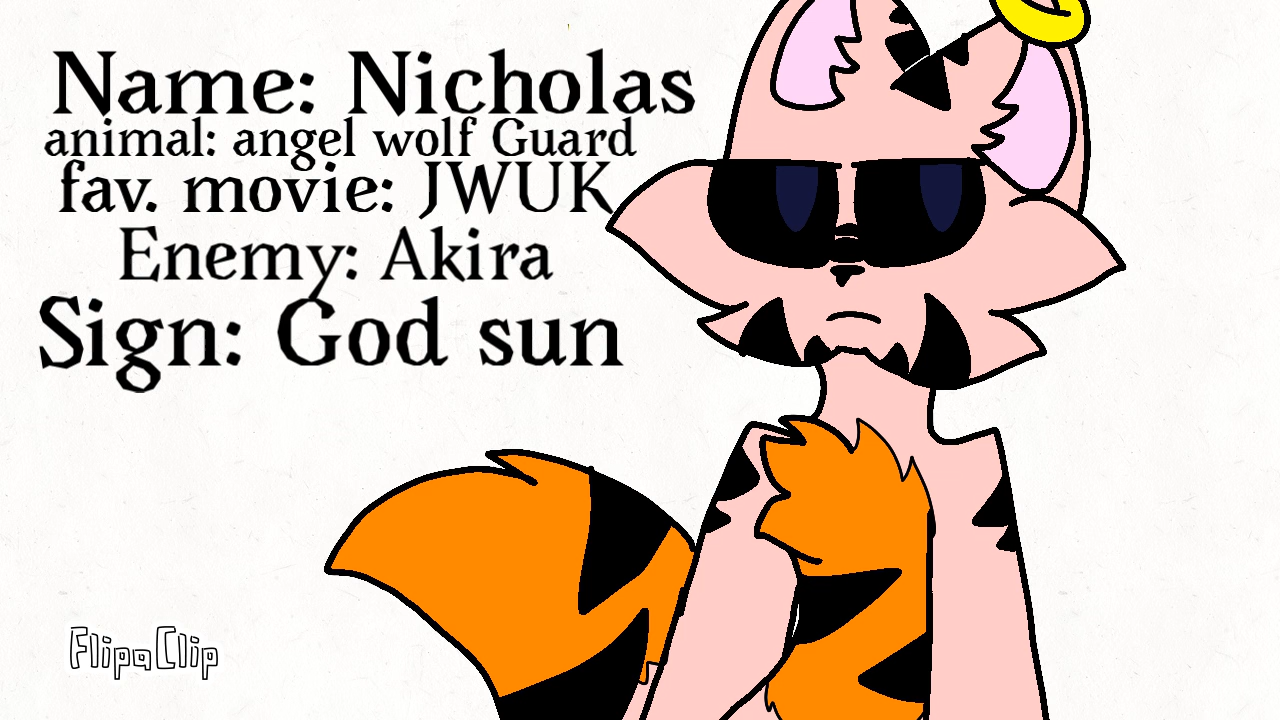 Name: Nicholas
animal: angel wolf Guard
fav. movie: JWUK
Enemy: Akira
Sign: God sun
FlipaClip